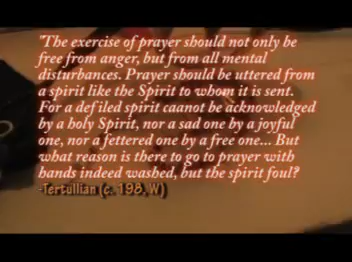 "The exercise of prayer should not only be
free from anger, but from all mental
disturbances. Prayer should be uttered from
a spirit like the Spirit to whom it is sent.
For a defiled spirit caanot be acknowledged
by a holy Spirit, nor a sad one by a joyful
one, nor a fettered one by a free one... But
what reason is there to go to prayer with
hands indeed washed, but the spirit foul?
-Tertullian (c. 198, W)